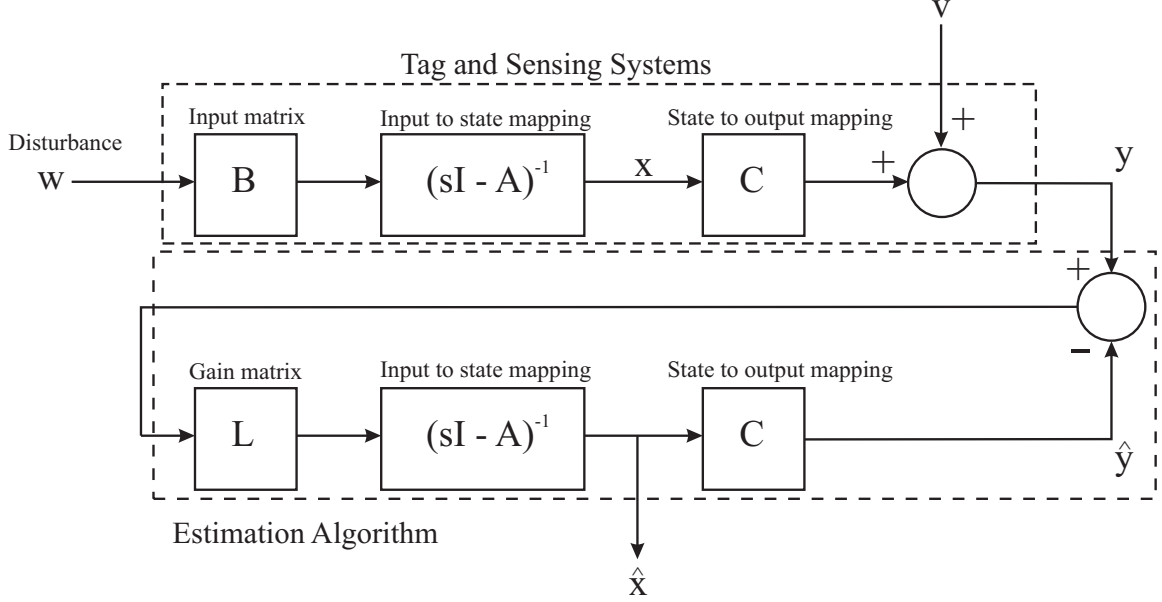 v
Tag and Sensing Systems
+
Input matrix
Input to state mapping
State to output mapping
Disturbance
w
B
(sI - A)⁻¹
x
C
+
y
+
Gain matrix
Input to state mapping
State to output mapping
−
L
(sI - A)⁻¹
C
ŷ
Estimation Algorithm
x̂